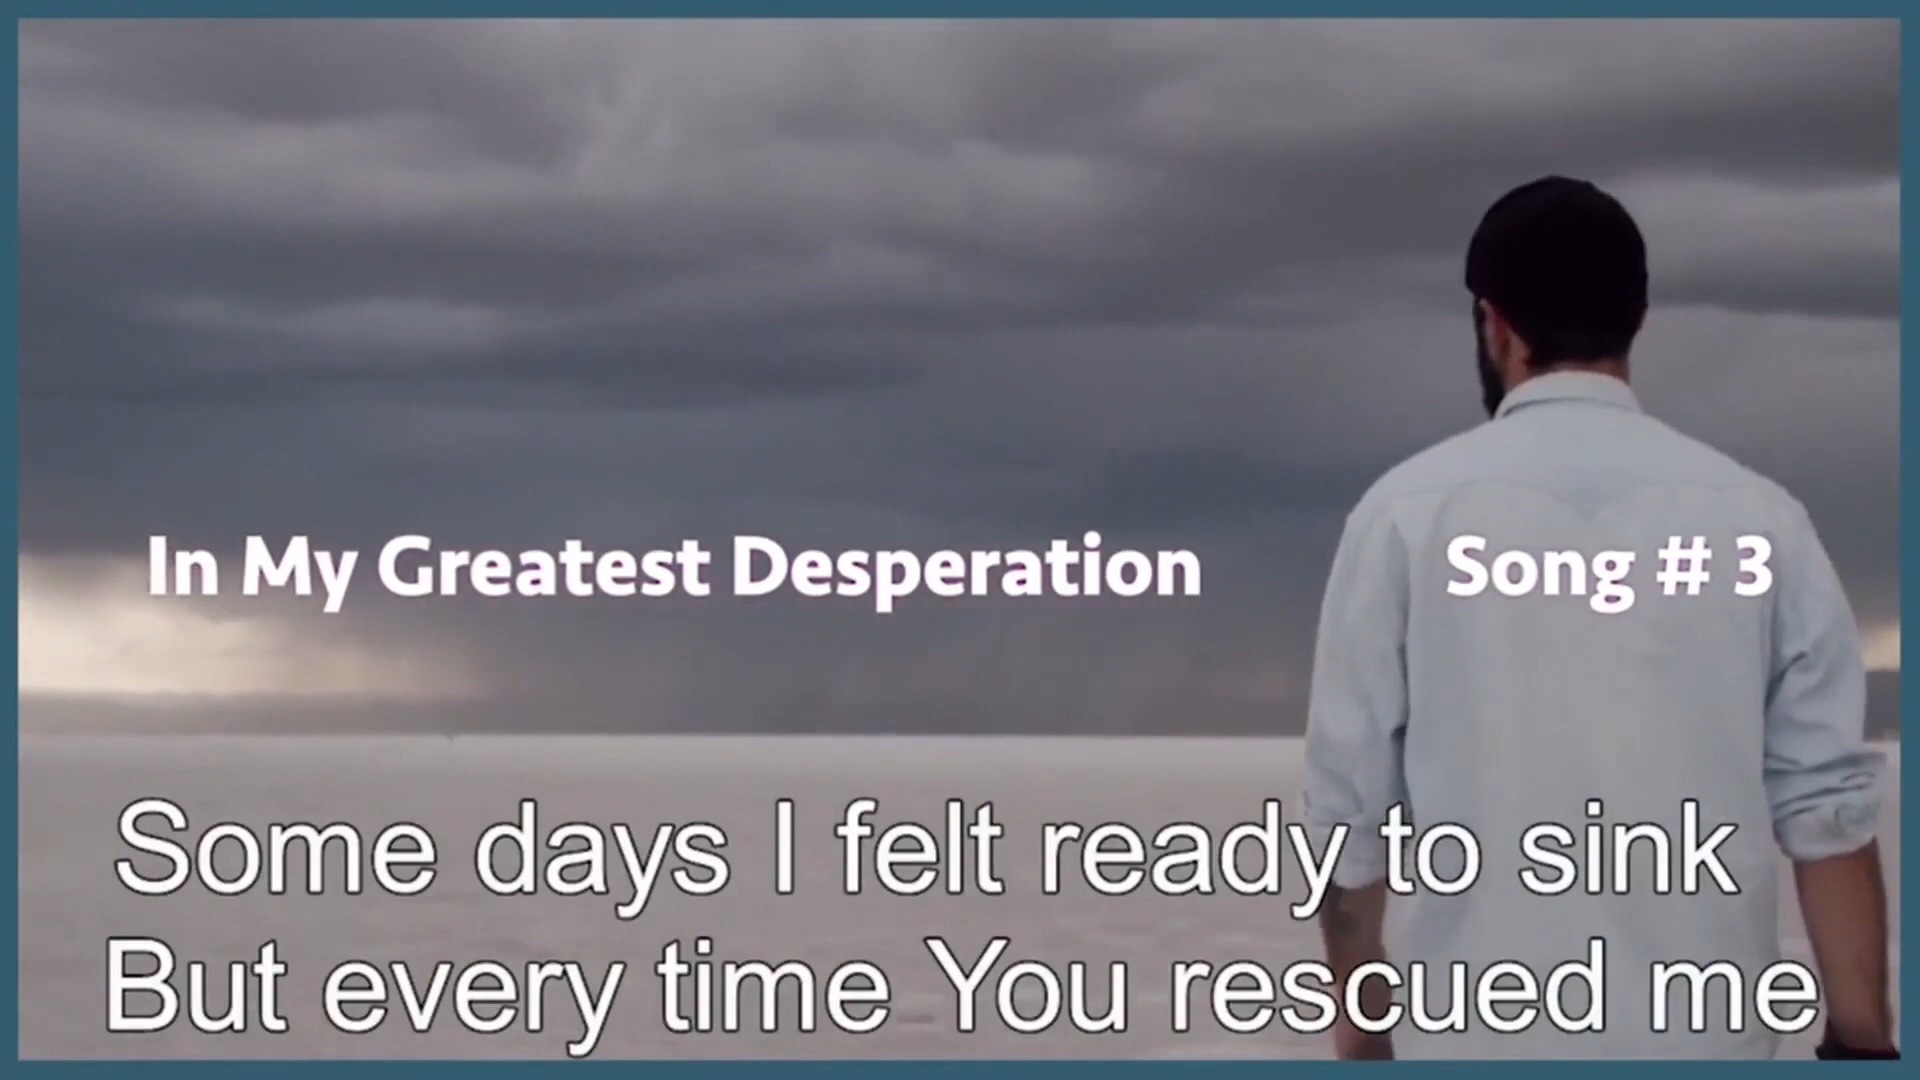 In My Greatest Desperation Song # 3
Some days I felt ready to sink
But every time You rescued me